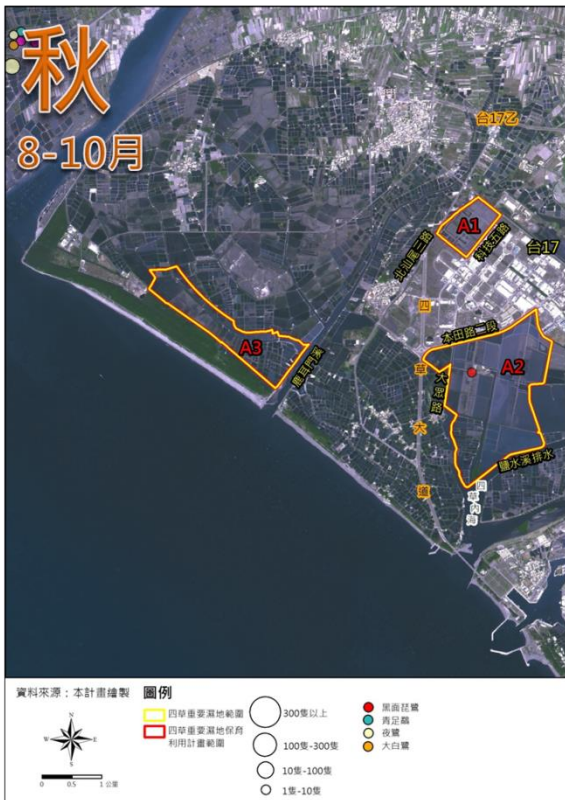 秋
8-10月
台17乙
A1
科技五路
北汕尾三路
台17
四草大道
本田路一段
A3
鹿耳門溪
A2
大眾路
鹽水溪排水
四草內海
資料來源：本計畫繪製
圖例
四草重要濕地範圍
四草重要濕地保育
利用計畫範圍
300隻以上
100隻-300隻
10隻-100隻
1隻-10隻
黑面琵鷺
青足鷸
夜鷺
大白鷺
N
W
E
S
0 0.5 1 公里